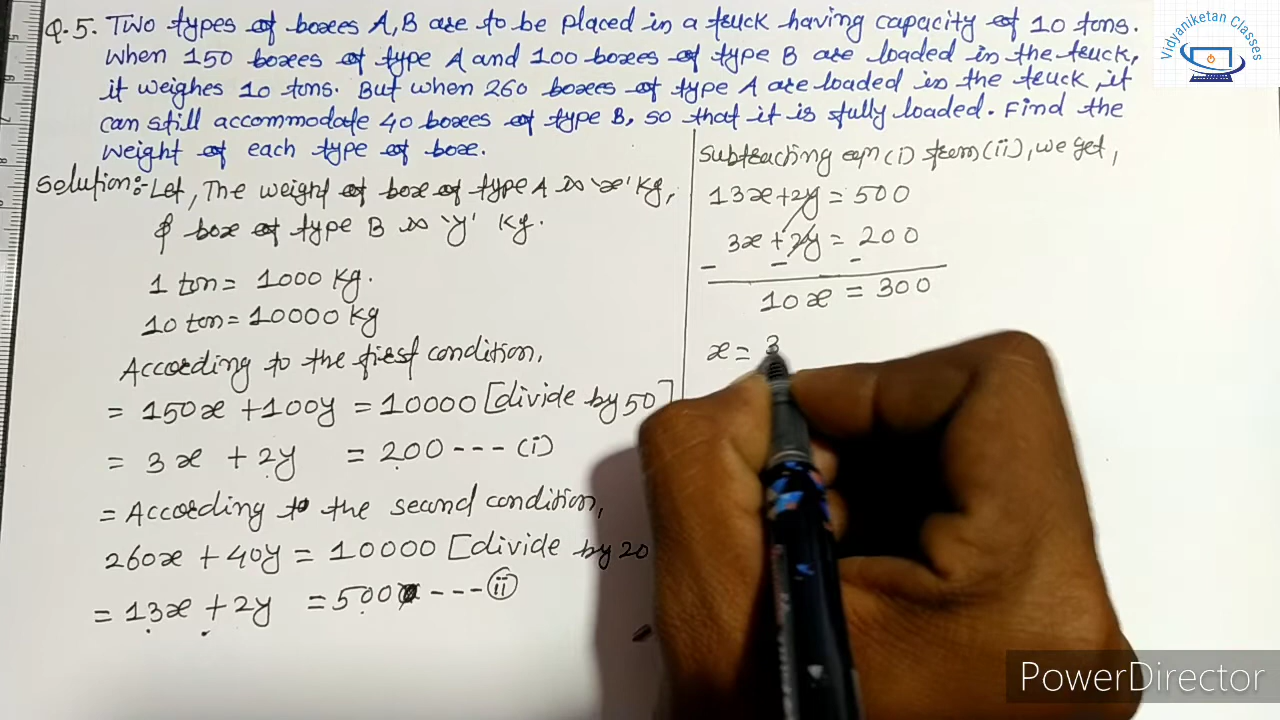 Q.5. Two types of boxes A,B are to be placed in a truck having capacity of 10 tons.
When 150 boxes of type A and 100 boxes of type B are loaded in the truck,
it weighes 10 tons. But when 260 boxes of type A are loaded in the truck, it
can still accommodate 40 boxes of type B, so that it is fully loaded. Find the
weight of each type of box.
Solution:- Let, The weight of box of type A is 'x' Kg,
& box of type B is 'y' Kg.
1 ton = 1000 Kg.
10 ton = 10000 Kg
According to the first condition,
= 150x + 100y = 10000 [divide by 50]
= 3x + 2y = 200 --- (i)
= According to the second condition,
260x + 40y = 10000 [divide by 20
= 13x + 2y = 500 --- (ii)
Subtracting eqn (i) from (ii), we get,
13x + 2y = 500
3x + 2y = 200
- - -
10x = 300
x = 3
Vidyaniketan Classes
PowerDirector